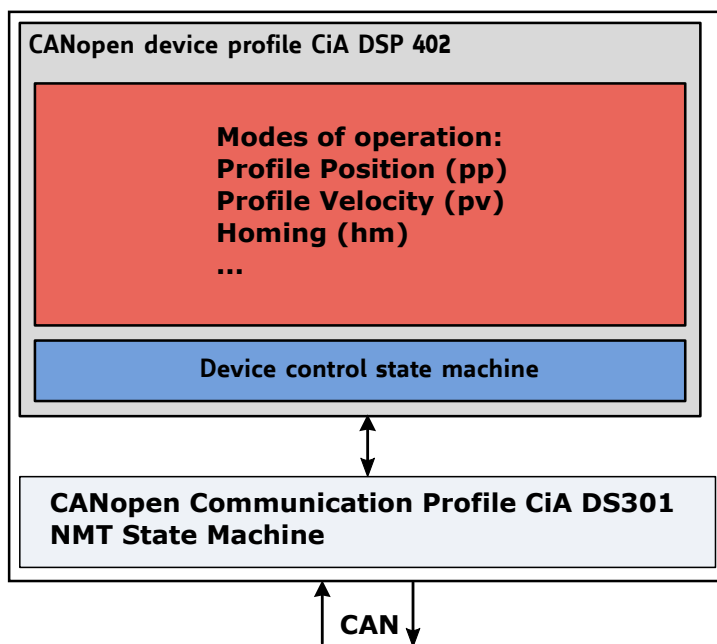 CANopen device profile CiA DSP 402
Modes of operation:
Profile Position (pp)
Profile Velocity (pv)
Homing (hm)
...
Device control state machine
CANopen Communication Profile CiA DS301
NMT State Machine
CAN